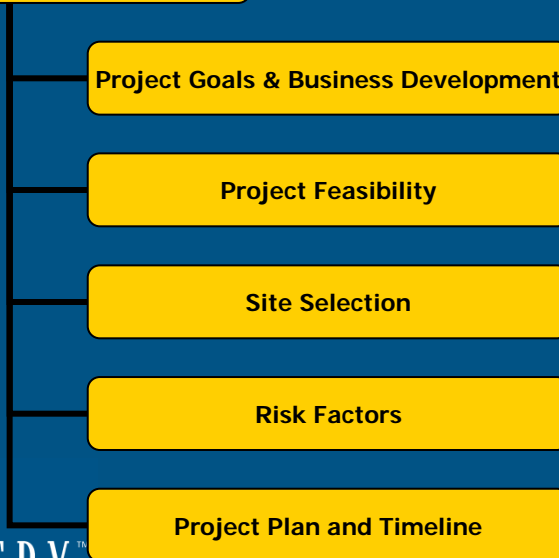 Project Goals & Business Development
Project Feasibility
Site Selection
Risk Factors
Project Plan and Timeline